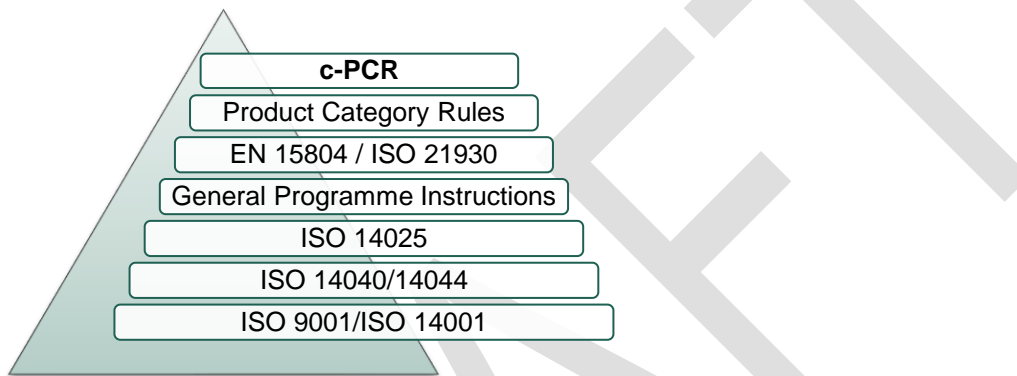 c-PCR
Product Category Rules
EN 15804 / ISO 21930
General Programme Instructions
ISO 14025
ISO 14040/14044
ISO 9001/ISO 14001